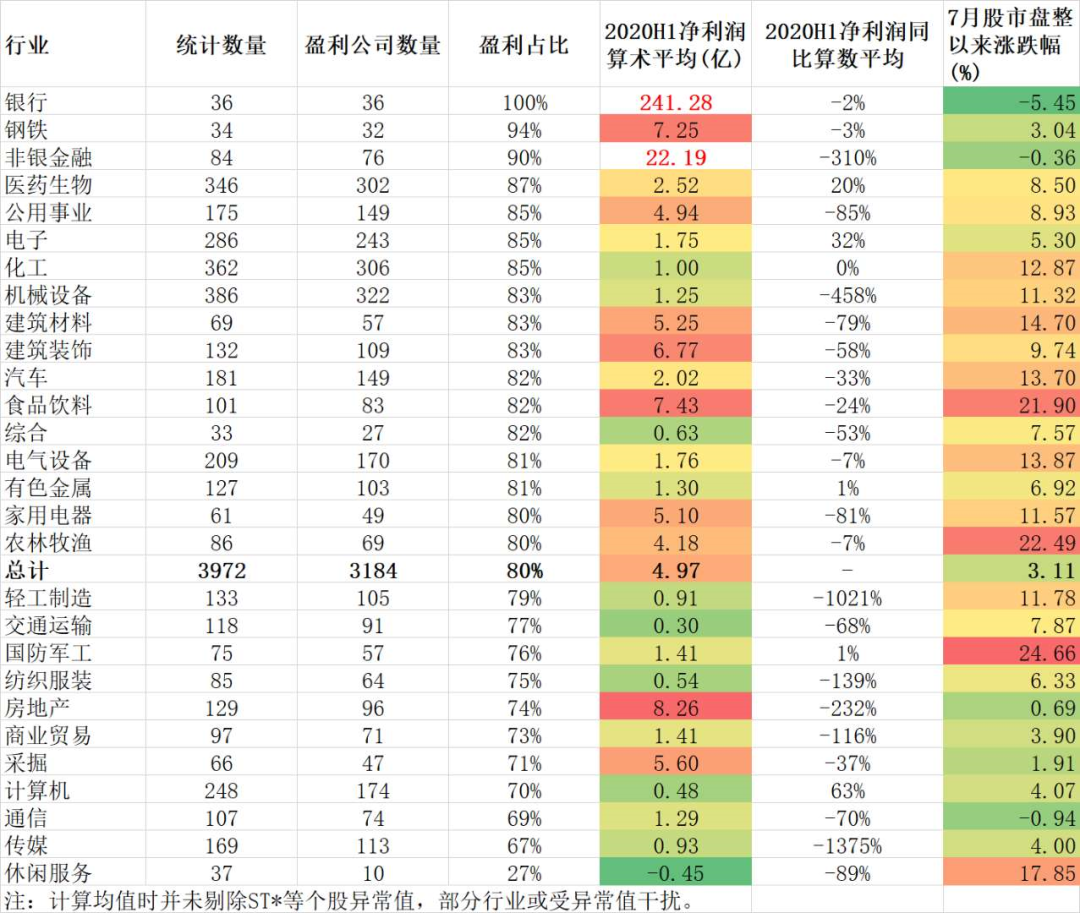 行业 统计数量 盈利公司数量 盈利占比 2020H1净利润算术平均(亿) 2020H1净利润同比算数平均 7月股市盘整以来涨跌幅(%)
银行 36 36 100% 241.28 -2% -5.45
钢铁 34 32 94% 7.25 -3% 3.04
非银金融 84 76 90% 22.19 -310% -0.36
医药生物 346 302 87% 2.52 20% 8.50
公用事业 175 149 85% 4.94 -85% 8.93
电子 286 243 85% 1.75 32% 5.30
化工 362 306 85% 1.00 0% 12.87
机械设备 386 322 83% 1.25 -458% 11.32
建筑材料 69 57 83% 5.25 -79% 14.70
建筑装饰 132 109 83% 6.77 -58% 9.74
汽车 181 149 82% 2.02 -33% 13.70
食品饮料 101 83 82% 7.43 -24% 21.90
综合 33 27 82% 0.63 -53% 7.57
电气设备 209 170 81% 1.76 -7% 13.87
有色金属 127 103 81% 1.30 1% 6.92
家用电器 61 49 80% 5.10 -81% 11.57
农林牧渔 86 69 80% 4.18 -7% 22.49
总计 3972 3184 80% 4.97 - 3.11
轻工制造 133 105 79% 0.91 -1021% 11.78
交通运输 118 91 77% 0.30 -68% 7.87
国防军工 75 57 76% 1.41 1% 24.66
纺织服装 85 64 75% 0.54 -139% 6.33
房地产 129 96 74% 8.26 -232% 0.69
商业贸易 97 71 73% 1.41 -116% 3.90
采掘 66 47 71% 5.60 -37% 1.91
计算机 248 174 70% 0.48 63% 4.07
通信 107 74 69% 1.29 -70% -0.94
传媒 169 113 67% 0.93 -1375% 4.00
休闲服务 37 10 27% -0.45 -89% 17.85
注：计算均值时并未剔除ST*等个股异常值，部分行业或受异常值干扰。